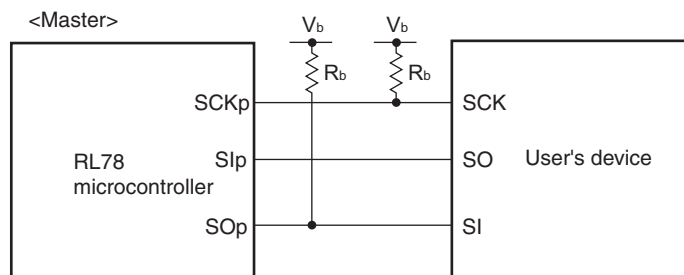 <Master>
Vb
Vb
Rb
Rb
SCKp
SCK
RL78
microcontroller
SIp
SO
User's device
SOp
SI